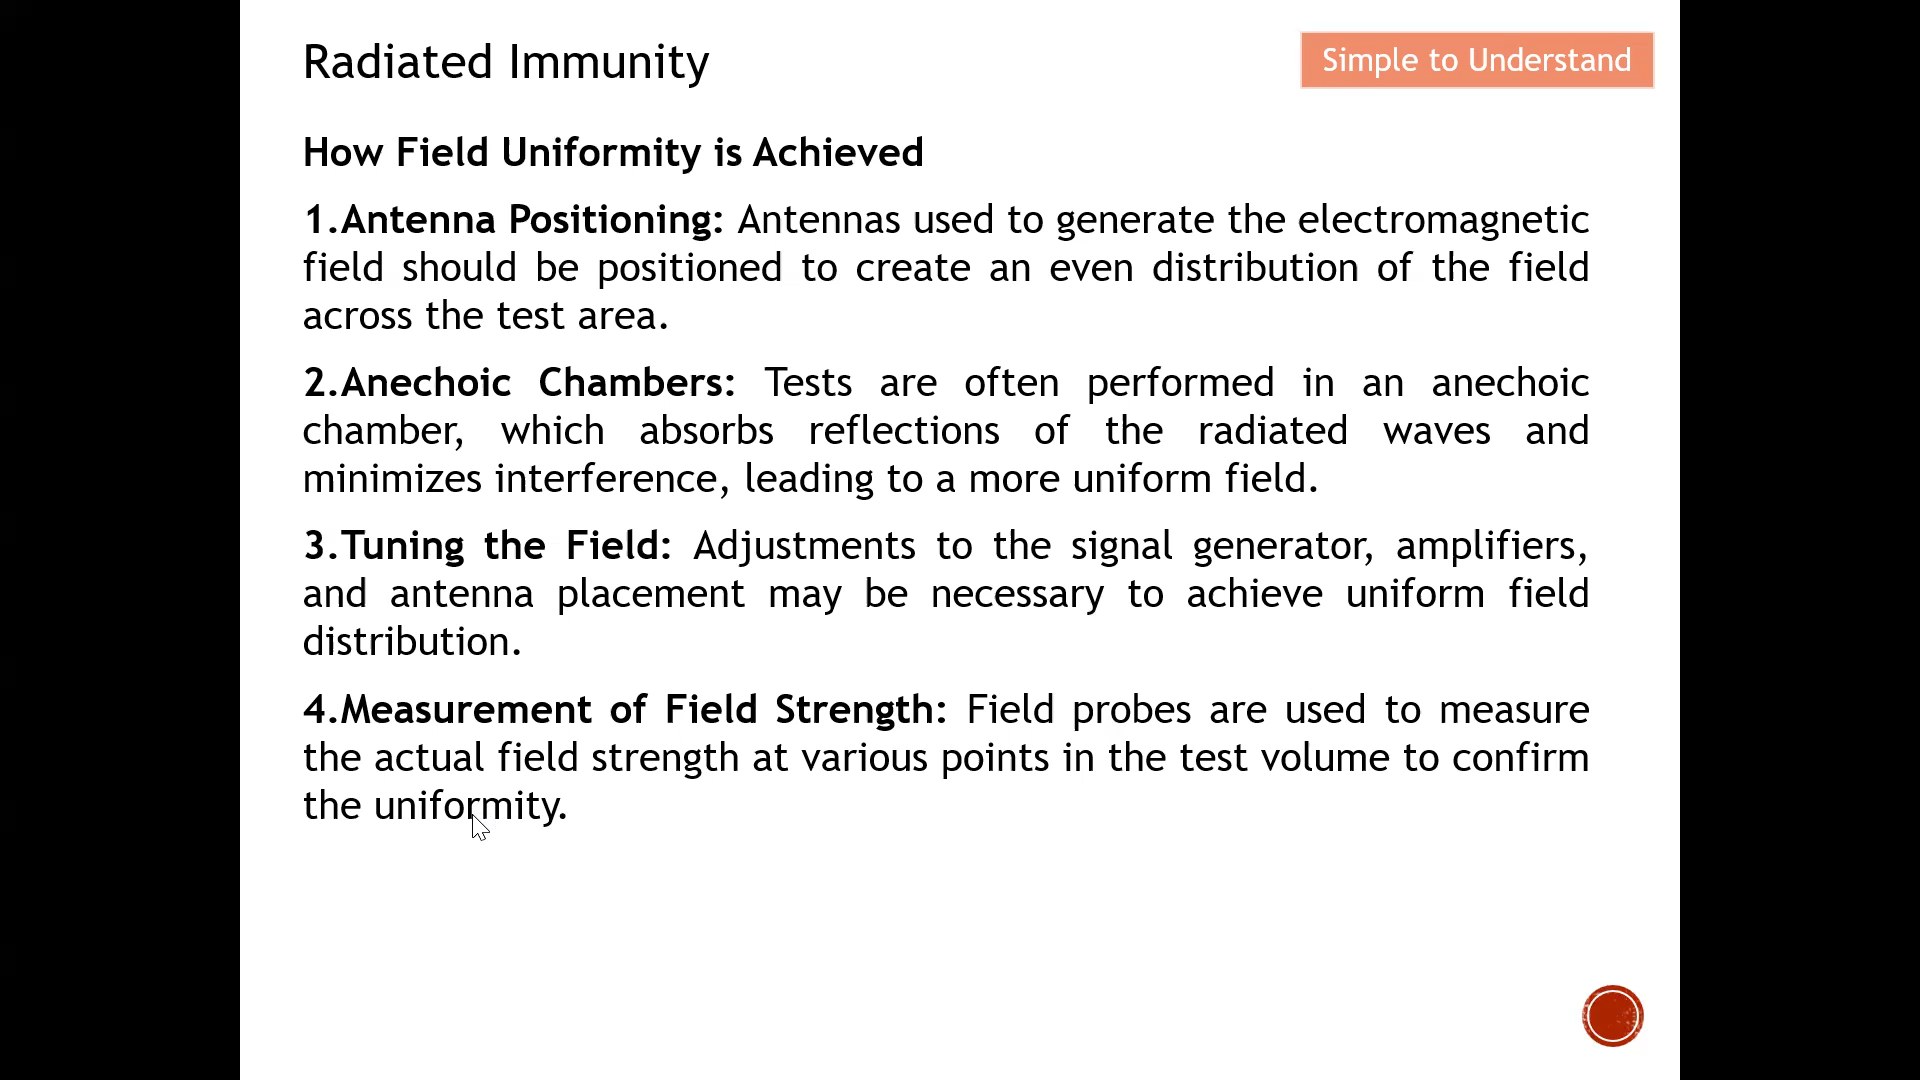 Radiated Immunity
Simple to Understand
How Field Uniformity is Achieved
1.Antenna Positioning: Antennas used to generate the electromagnetic
field should be positioned to create an even distribution of the field
across the test area.
2.Anechoic Chambers: Tests are often performed in an anechoic
chamber, which absorbs reflections of the radiated waves and
minimizes interference, leading to a more uniform field.
3.Tuning the Field: Adjustments to the signal generator, amplifiers,
and antenna placement may be necessary to achieve uniform field
distribution.
4.Measurement of Field Strength: Field probes are used to measure
the actual field strength at various points in the test volume to confirm
the uniformity.